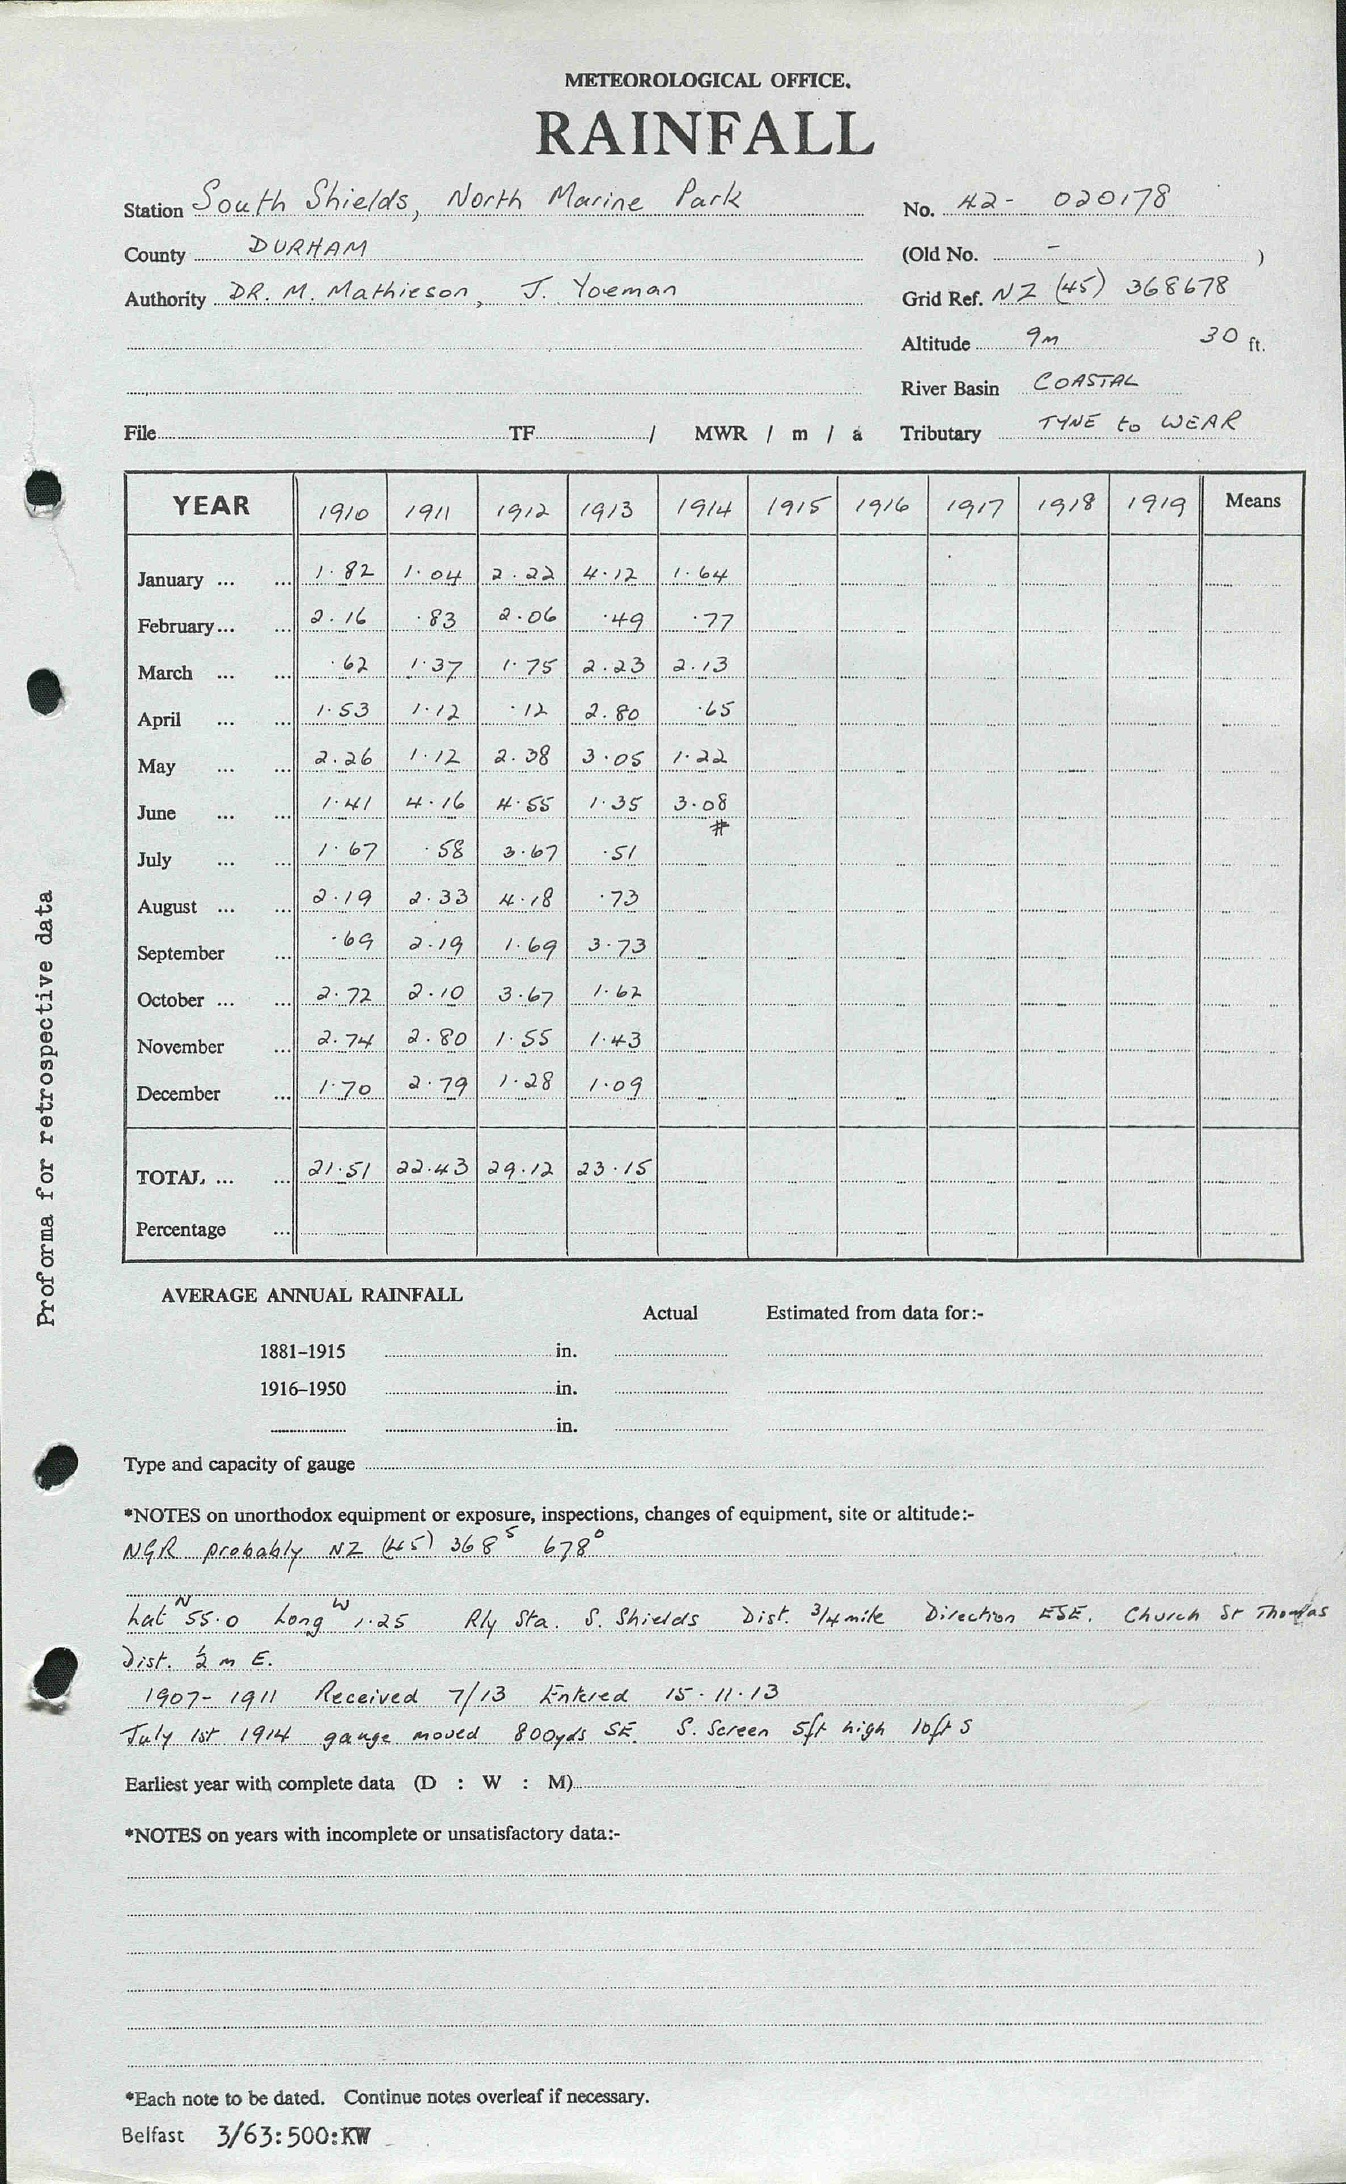 METEOROLOGICAL OFFICE.
RAINFALL
Station South Shields, North Marine Park No. 42- 020178
County DURHAM (Old No. - )
Authority DR. M. Mathieson, J. Yoeman Grid Ref. NZ (45) 368678
Altitude 9m 30 ft.
River Basin COASTAL
File TF / MWR / m / a Tributary TYNE to WEAR
YEAR 1910 1911 1912 1913 1914 1915 1916 1917 1918 1919 Means
January ... ... 1.82 1.04 2.22 4.12 1.64
February... ... 2.16 .83 2.06 .49 .77
March ... ... .62 1.37 1.75 2.23 2.13
April ... ... 1.53 1.12 .12 2.80 .65
May ... ... 2.26 1.12 2.38 3.05 1.22
June ... ... 1.41 4.16 4.55 1.35 3.08
#
July ... ... 1.67 .58 3.67 .51
August ... ... 2.19 2.33 4.18 .73
September ... .69 2.19 1.69 3.73
October ... ... 2.72 2.10 3.67 1.62
November ... 2.74 2.80 1.55 1.43
December ... 1.70 2.79 1.28 1.09
TOTAL ... ... 21.51 22.43 29.12 23.15
Percentage ...
Proforma for retrospective data
AVERAGE ANNUAL RAINFALL
Actual Estimated from data for:-
1881-1915 in.
1916-1950 in.
in.
Type and capacity of gauge
*NOTES on unorthodox equipment or exposure, inspections, changes of equipment, site or altitude:-
NGR probably NZ (45) 368⁵ 678⁰
Lat N 55.0 Long W 1.25 Rly Sta. S. Shields Dist. 3/4 mile Direction ESE. Church St Thomas
Dist. ½ m E.
1907- 1911 Received 7/13 Entered 15.11.13
July 1st 1914 gauge moved 800yds SE. S. Screen 5ft high 10ft S
Earliest year with complete data (D : W : M)
*NOTES on years with incomplete or unsatisfactory data:-
*Each note to be dated. Continue notes overleaf if necessary.
Belfast 3/63:500:KW